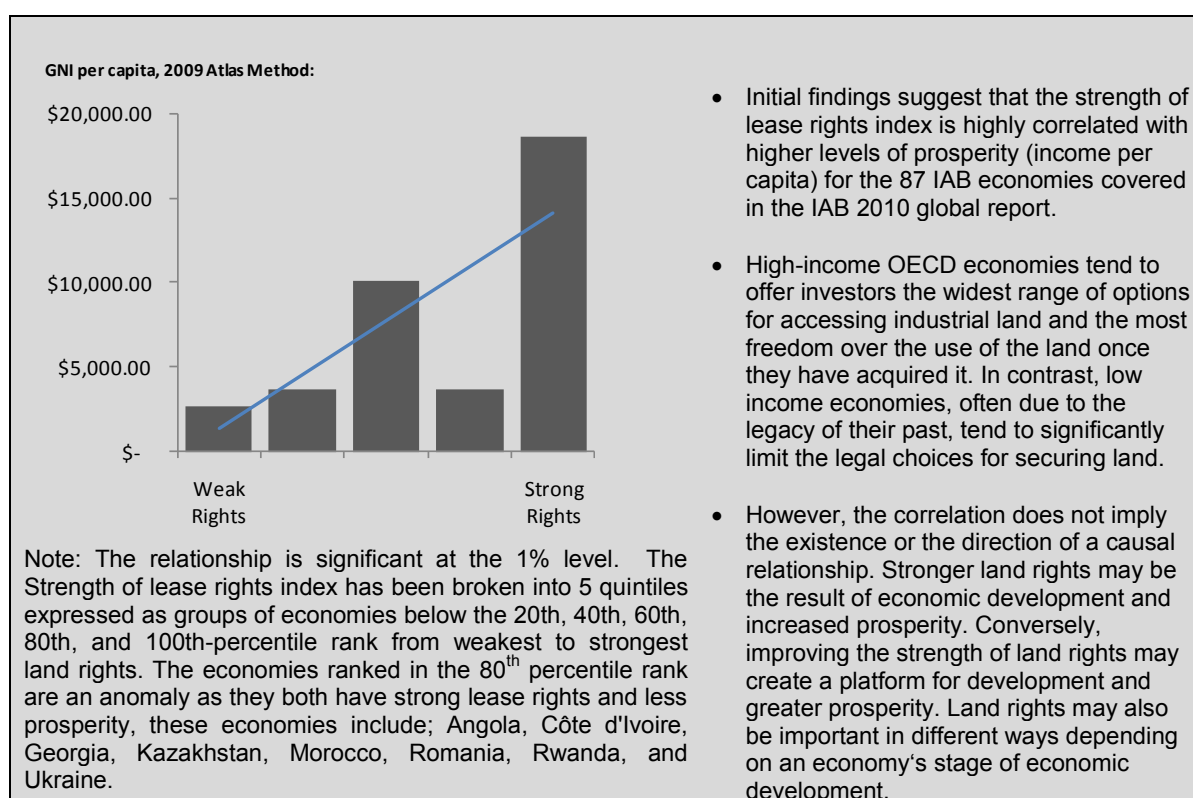 GNI per capita, 2009 Atlas Method:
$20,000.00
$15,000.00
$10,000.00
$5,000.00
$-
Weak
Rights
Strong
Rights
Note: The relationship is significant at the 1% level. The
Strength of lease rights index has been broken into 5 quintiles
expressed as groups of economies below the 20th, 40th, 60th,
80th, and 100th-percentile rank from weakest to strongest
land rights. The economies ranked in the 80th percentile rank
are an anomaly as they both have strong lease rights and less
prosperity, these economies include; Angola, Côte d'Ivoire,
Georgia, Kazakhstan, Morocco, Romania, Rwanda, and
Ukraine.
• Initial findings suggest that the strength of
lease rights index is highly correlated with
higher levels of prosperity (income per
capita) for the 87 IAB economies covered
in the IAB 2010 global report.
• High-income OECD economies tend to
offer investors the widest range of options
for accessing industrial land and the most
freedom over the use of the land once
they have acquired it. In contrast, low
income economies, often due to the
legacy of their past, tend to significantly
limit the legal choices for securing land.
• However, the correlation does not imply
the existence or the direction of a causal
relationship. Stronger land rights may be
the result of economic development and
increased prosperity. Conversely,
improving the strength of land rights may
create a platform for development and
greater prosperity. Land rights may also
be important in different ways depending
on an economy‘s stage of economic
development.